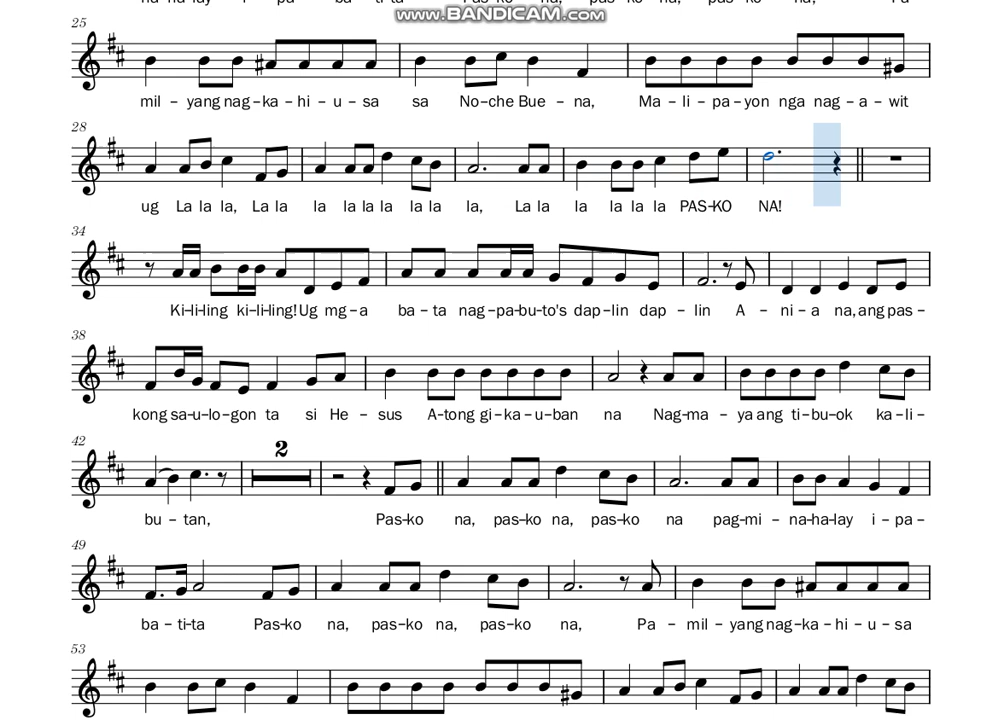 www.BANDICAM.com
25
mil – yang nag – ka – hi – u – sa sa No–che Bue – na, Ma – li – pa – yon nga nag – a – wit
28
ug La la la, La la la la la la la la la, La la la la la la PAS–KO NA!
34
Ki–li–ling ki–li–ling! Ug mg – a ba – ta nag – pa–bu–to's dap–lin dap – lin A – ni – a na, ang pas –
38
kong sa–u–lo–gon ta si He – sus A–tong gi–ka–u–ban na Nag–ma – ya ang ti–bu–ok ka–li –
42
2
bu – tan, Pas–ko na, pas–ko na, pas–ko na pag–mi – na–ha–lay i–pa –
49
ba – ti–ta Pas–ko na, pas–ko na, pas–ko na, Pa – mil – yang nag – ka – hi – u – sa
53